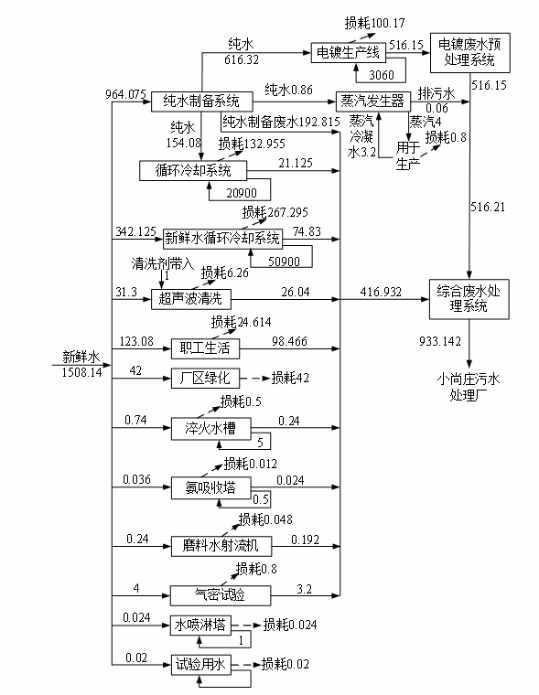 损耗100.17
纯水
616.32
电镀生产线
516.15
电镀废水预
处理系统
3060
516.15
964.075
纯水制备系统
纯水0.86
蒸汽发生器
排污水
0.06
纯水
154.08
纯水制备废水192.815
蒸汽
冷凝
水3.2
蒸汽4
用于
生产
损耗0.8
损耗132.955
循环冷却系统
21.125
20900
516.21
损耗267.295
342.125
新鲜水循环冷却系统
74.83
50900
清洗剂带入
1
损耗6.26
31.3
超声波清洗
26.04
416.932
综合废水处
理系统
损耗24.614
123.08
职工生活
98.466
933.142
新鲜水
1508.14
42
厂区绿化
损耗42
小尚庄污水
处理厂
损耗0.5
0.74
淬火水槽
0.24
5
损耗0.012
0.036
氨吸收塔
0.024
0.5
损耗0.048
0.24
磨料水射流机
0.192
损耗0.8
4
气密试验
3.2
0.024
水喷淋塔
损耗0.024
1
0.02
试验用水
损耗0.02